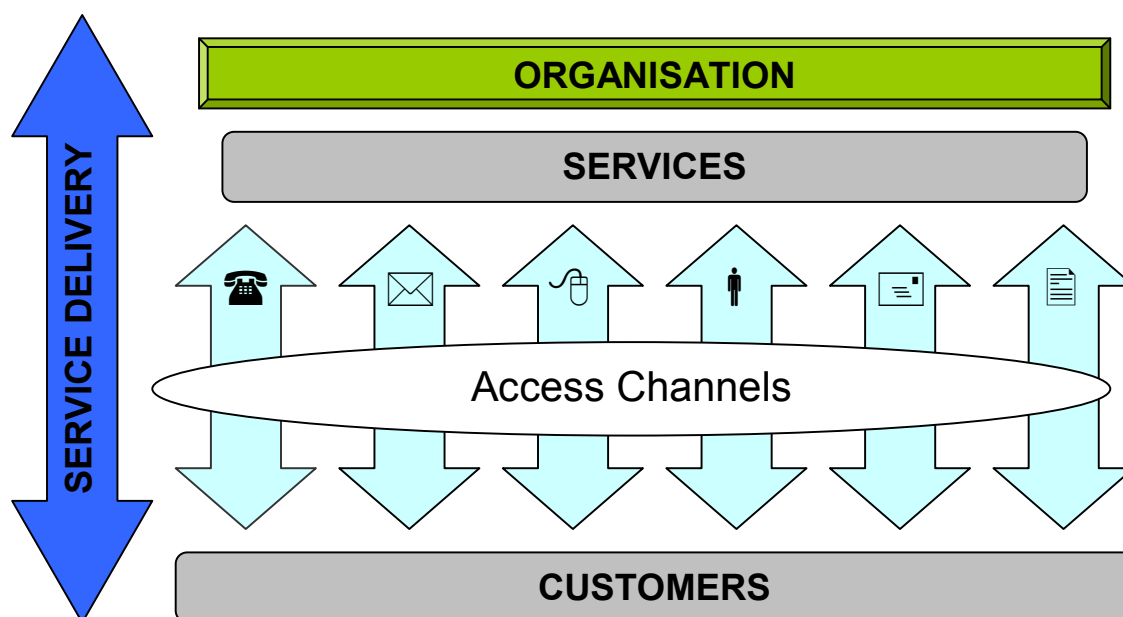 ORGANISATION
SERVICES
SERVICE DELIVERY
Access Channels
CUSTOMERS